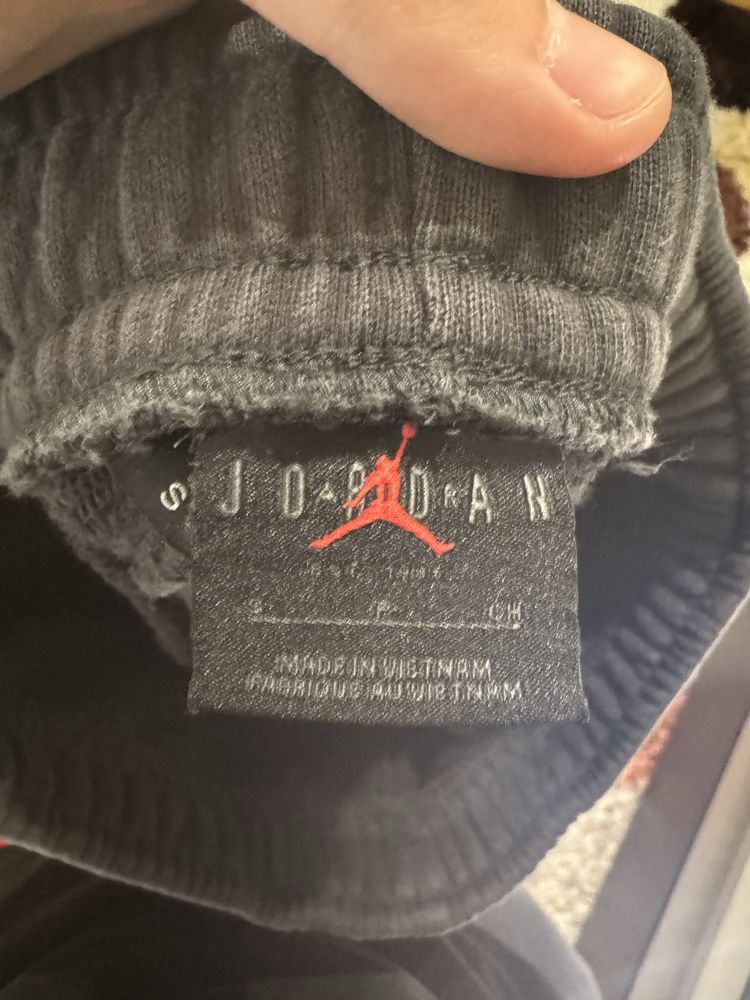 S
JORDAN
S P CH
MADE IN VIETNAM
FABRIQUE AU VIETNAM